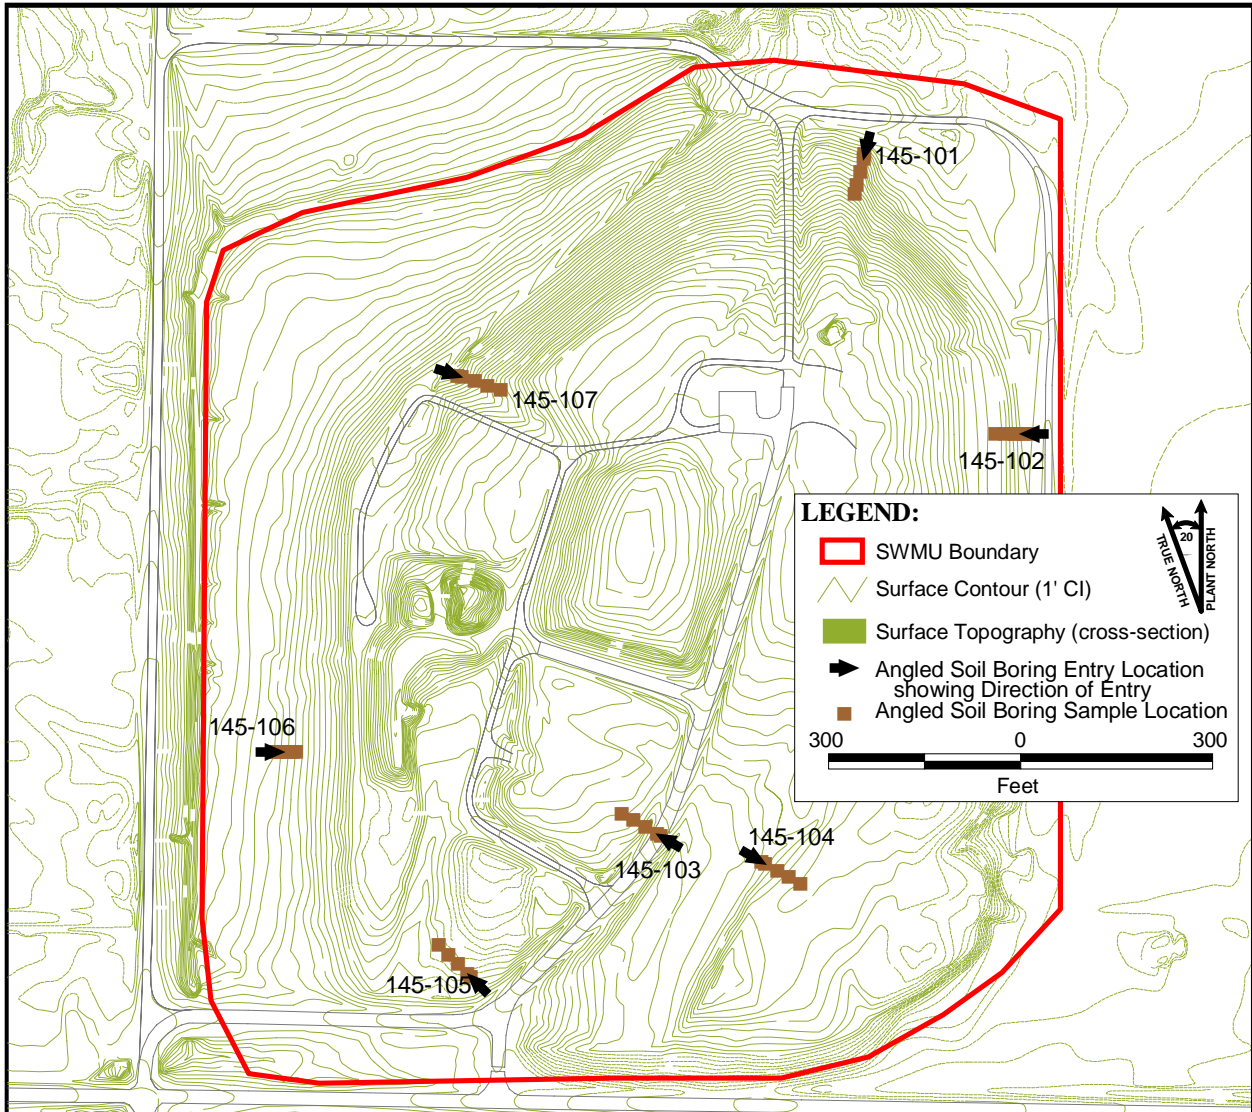 145-101
145-107
145-102
LEGEND:
SWMU Boundary
Surface Contour (1' CI)
Surface Topography (cross-section)
Angled Soil Boring Entry Location
showing Direction of Entry
Angled Soil Boring Sample Location
20
TRUE NORTH
PLANT NORTH
300 0 300
Feet
145-106
145-104
145-103
145-105